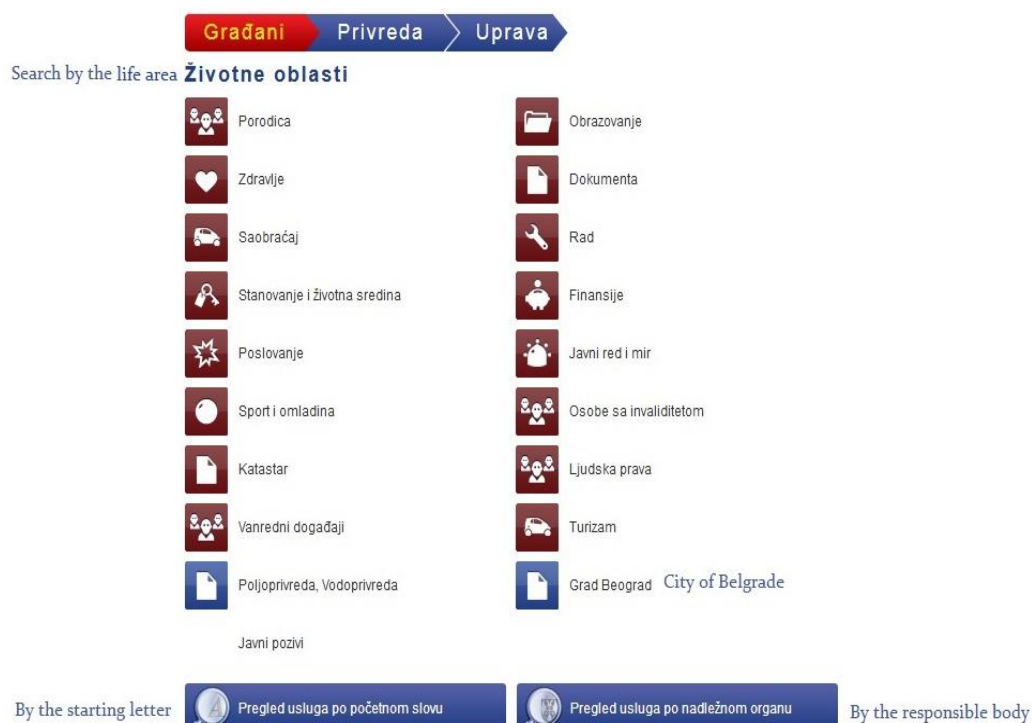 Građani Privreda Uprava
Search by the life area Životne oblasti
Porodica Obrazovanje
Zdravlje Dokumenta
Saobraćaj Rad
Stanovanje i životna sredina Finansije
Poslovanje Javni red i mir
Sport i omladina Osobe sa invaliditetom
Katastar Ljudska prava
Vanredni događaji Turizam
Poljoprivreda, Vodoprivreda Grad Beograd City of Belgrade
Javni pozivi
By the starting letter Pregled usluga po početnom slovu Pregled usluga po nadležnom organu By the responsible body